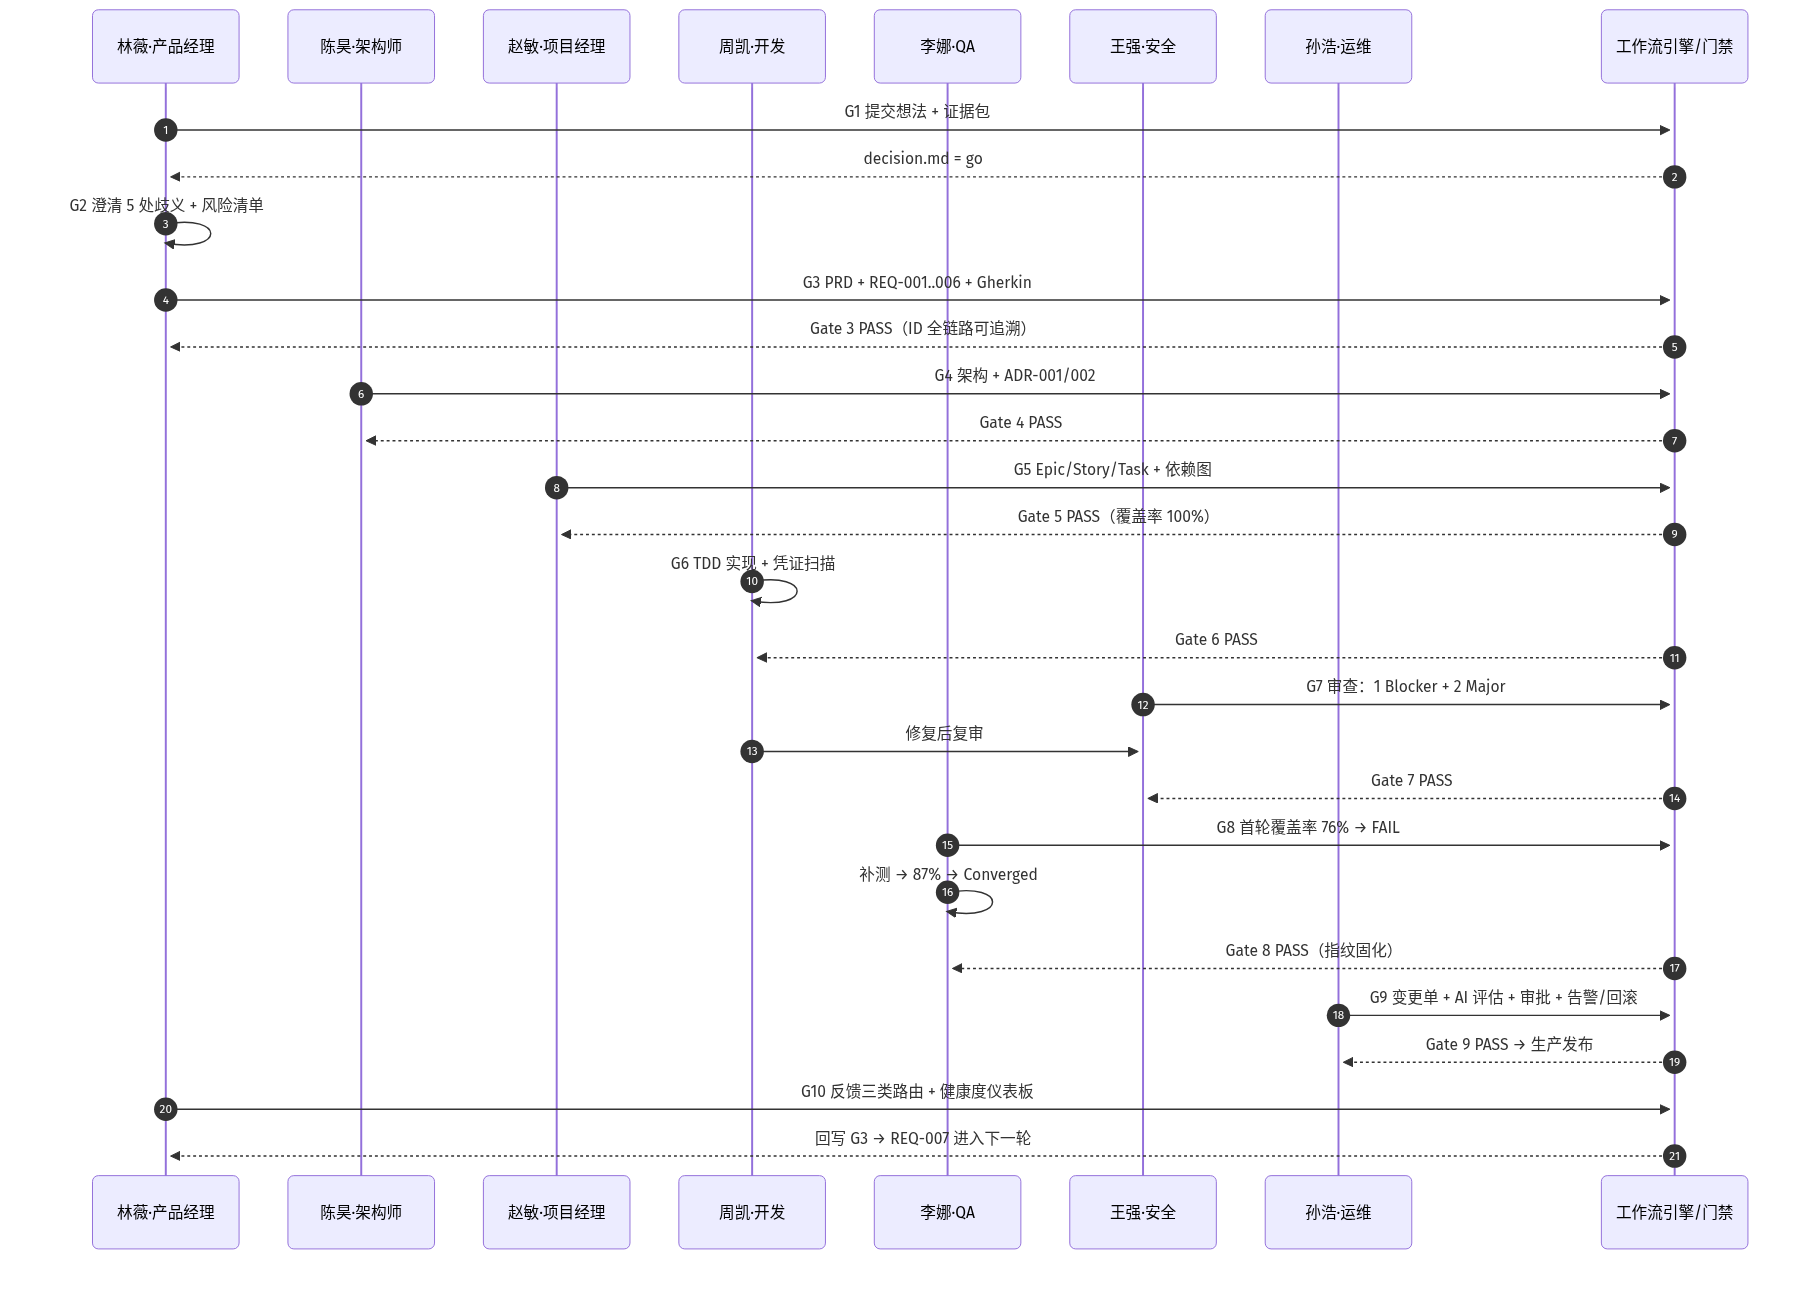 林薇·产品经理
陈昊·架构师
赵敏·项目经理
周凯·开发
李娜·QA
王强·安全
孙浩·运维
工作流引擎/门禁
G1 提交想法 + 证据包
1
decision.md = go
2
G2 澄清 5 处歧义 + 风险清单
3
G3 PRD + REQ-001..006 + Gherkin
4
Gate 3 PASS（ID 全链路可追溯）
5
G4 架构 + ADR-001/002
6
Gate 4 PASS
7
G5 Epic/Story/Task + 依赖图
8
Gate 5 PASS（覆盖率 100%）
9
G6 TDD 实现 + 凭证扫描
10
Gate 6 PASS
11
G7 审查：1 Blocker + 2 Major
12
修复后复审
13
Gate 7 PASS
14
G8 首轮覆盖率 76% → FAIL
15
补测 → 87% → Converged
16
Gate 8 PASS（指纹固化）
17
G9 变更单 + AI 评估 + 审批 + 告警/回滚
18
Gate 9 PASS → 生产发布
19
G10 反馈三类路由 + 健康度仪表板
20
回写 G3 → REQ-007 进入下一轮
21
林薇·产品经理
陈昊·架构师
赵敏·项目经理
周凯·开发
李娜·QA
王强·安全
孙浩·运维
工作流引擎/门禁